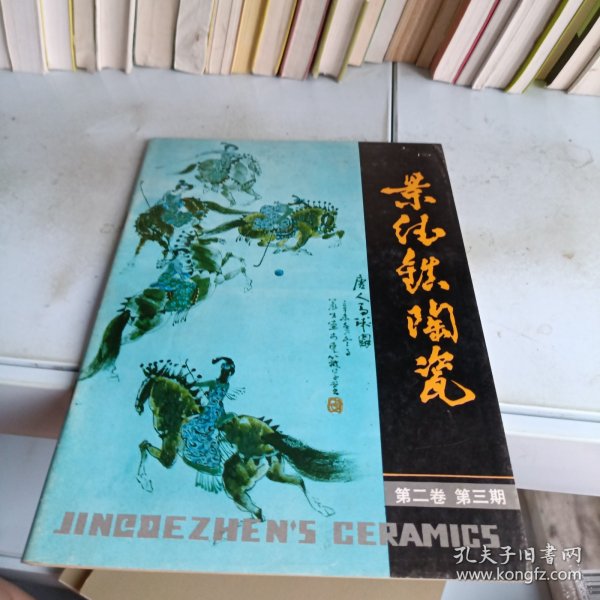 景德镇陶瓷
唐人马球图
第二卷 第三期
JINGDEZHEN'S CERAMICS
孔夫子旧书网
www.kongfz.com